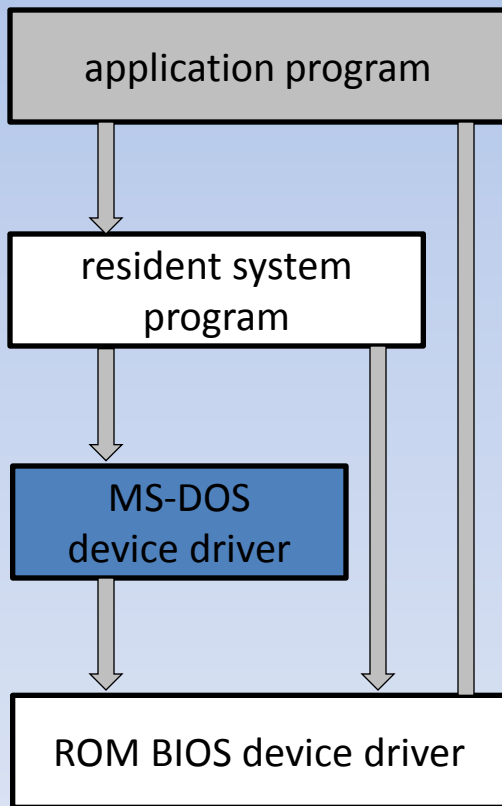 application program
resident system
program
MS-DOS
device driver
ROM BIOS device driver